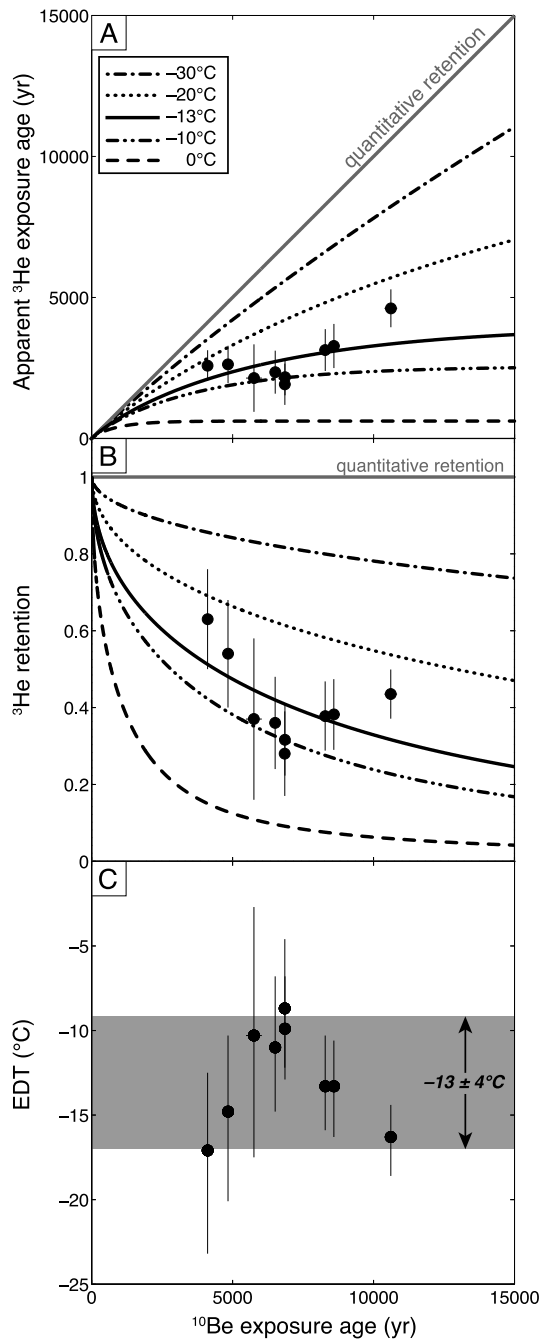 A
15000
10000
5000
0
Apparent ³He exposure age (yr)
−30°C
−20°C
−13°C
−10°C
0°C
quantitative retention
B
quantitative retention
1
0.8
0.6
0.4
0.2
0
³He retention
C
−5
−10
−15
−20
−25
EDT (°C)
−13 ± 4°C
0 5000 10000 15000
¹⁰Be exposure age (yr)